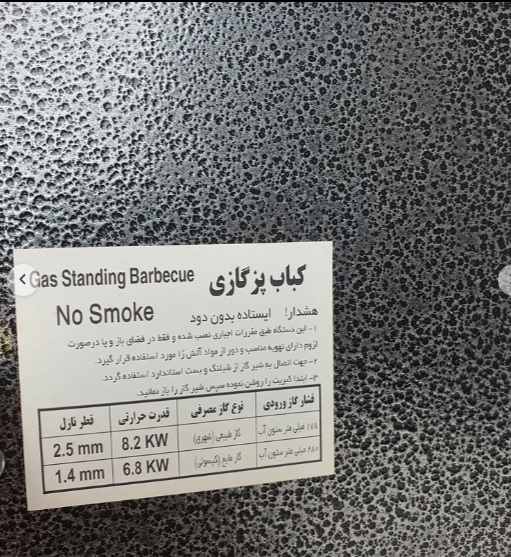 Gas Standing Barbecue کباب پز گازی
No Smoke ایستاده بدون دود هشدار!
۱- این دستگاه طبق مقررات اجباری نصب شده و فقط در فضای باز و یا درصورت
لزوم دارای تهویه مناسب و دور از مواد آتش زا مورد استفاده قرار گیرد.
۲- جهت اتصال به شیر گاز از شیلنگ و بست استاندارد استفاده گردد.
۳- ابتدا کبریت را روشن نموده سپس شیر گاز را باز نمائید.
فشار گاز ورودی نوع گاز مصرفی قدرت حرارتی قطر نازل
۱۷۸ میلی متر ستون آب گاز طبیعی (شهری) 8.2 KW 2.5 mm
۲۸۰ میلی متر ستون آب گاز مایع (کپسولی) 6.8 KW 1.4 mm